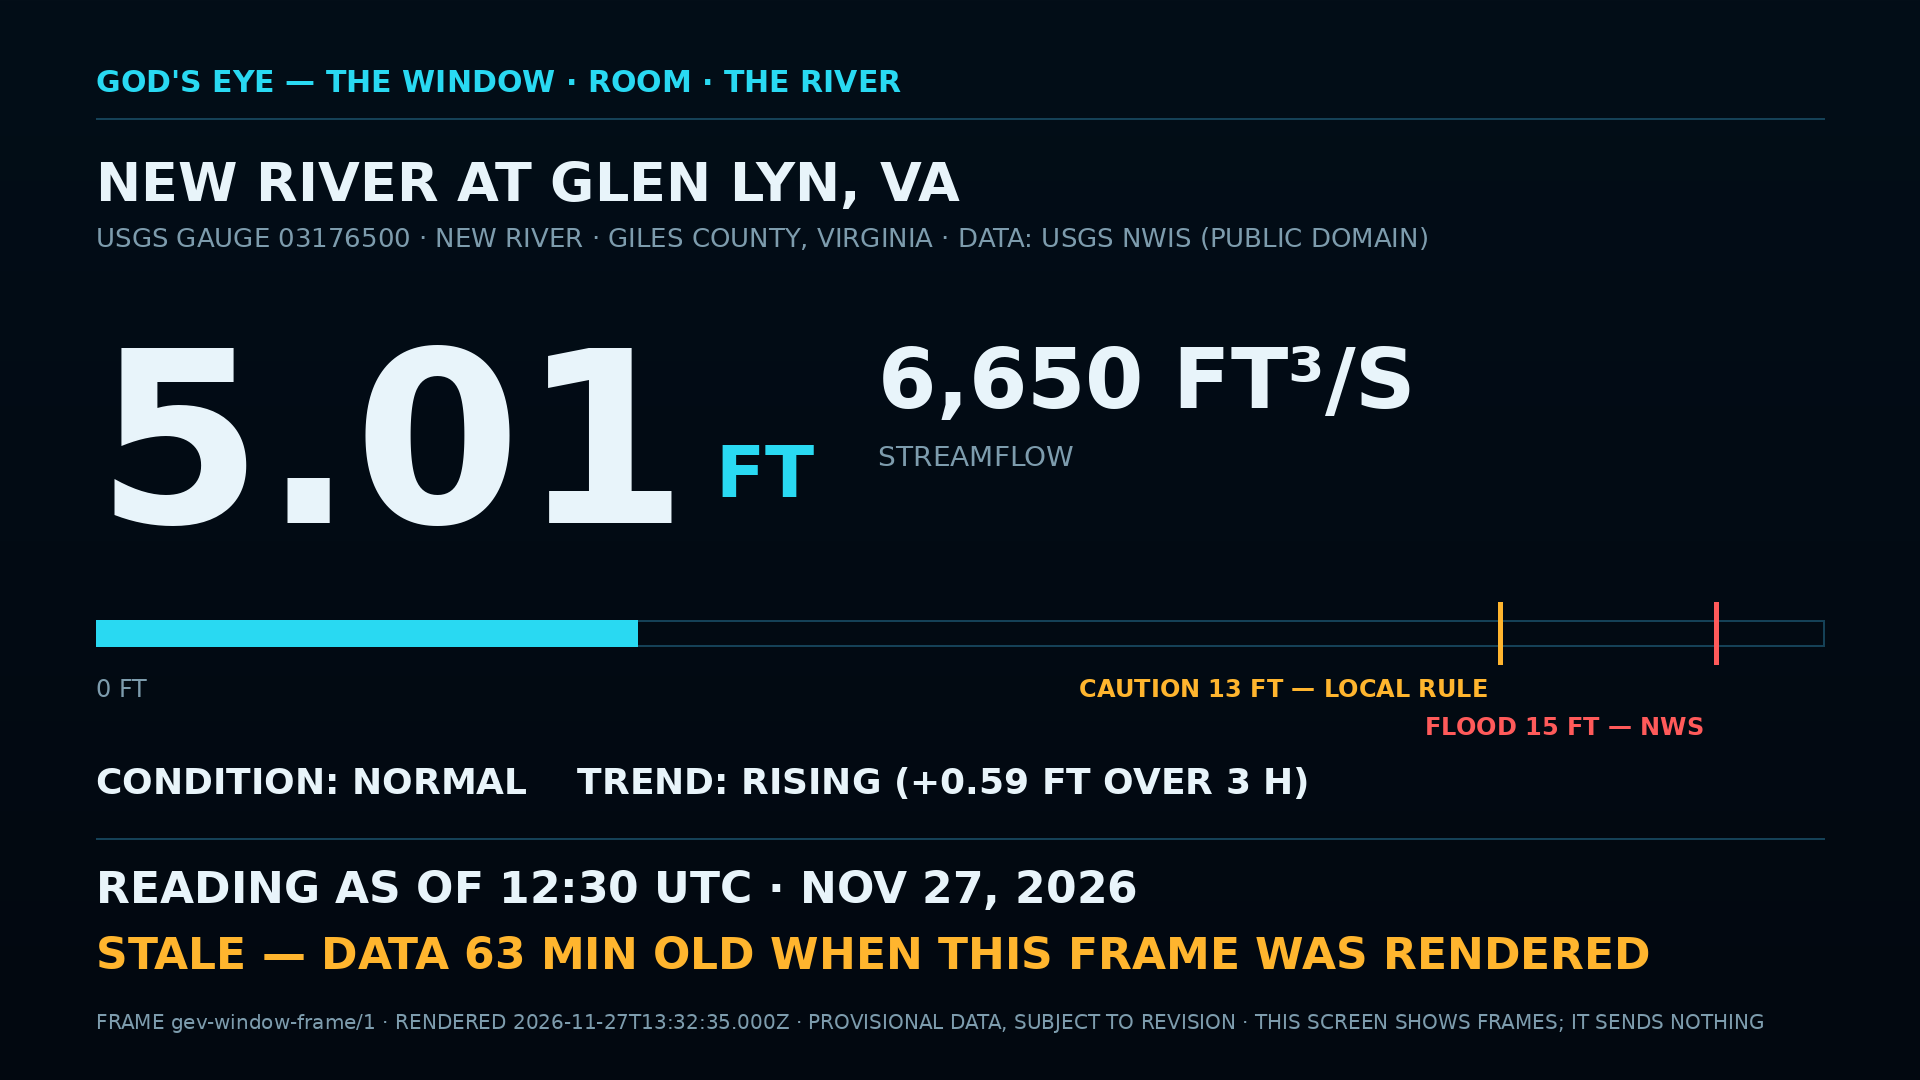 GOD'S EYE — THE WINDOW · ROOM · THE RIVER
NEW RIVER AT GLEN LYN, VA
USGS GAUGE 03176500 · NEW RIVER · GILES COUNTY, VIRGINIA · DATA: USGS NWIS (PUBLIC DOMAIN)
5.01 FT
6,650 FT³/S
STREAMFLOW
0 FT
CAUTION 13 FT — LOCAL RULE
FLOOD 15 FT — NWS
CONDITION: NORMAL TREND: RISING (+0.59 FT OVER 3 H)
READING AS OF 12:30 UTC · NOV 27, 2026
STALE — DATA 63 MIN OLD WHEN THIS FRAME WAS RENDERED
FRAME gev-window-frame/1 · RENDERED 2026-11-27T13:32:35.000Z · PROVISIONAL DATA, SUBJECT TO REVISION · THIS SCREEN SHOWS FRAMES; IT SENDS NOTHING